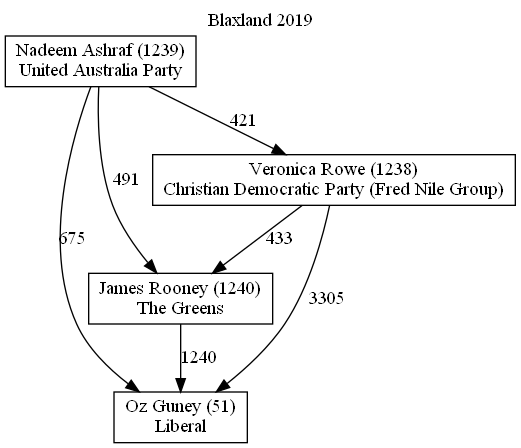 Blaxland 2019
Nadeem Ashraf (1239)
United Australia Party
421
Veronica Rowe (1238)
Christian Democratic Party (Fred Nile Group)
491
675
433
3305
James Rooney (1240)
The Greens
1240
Oz Guney (51)
Liberal